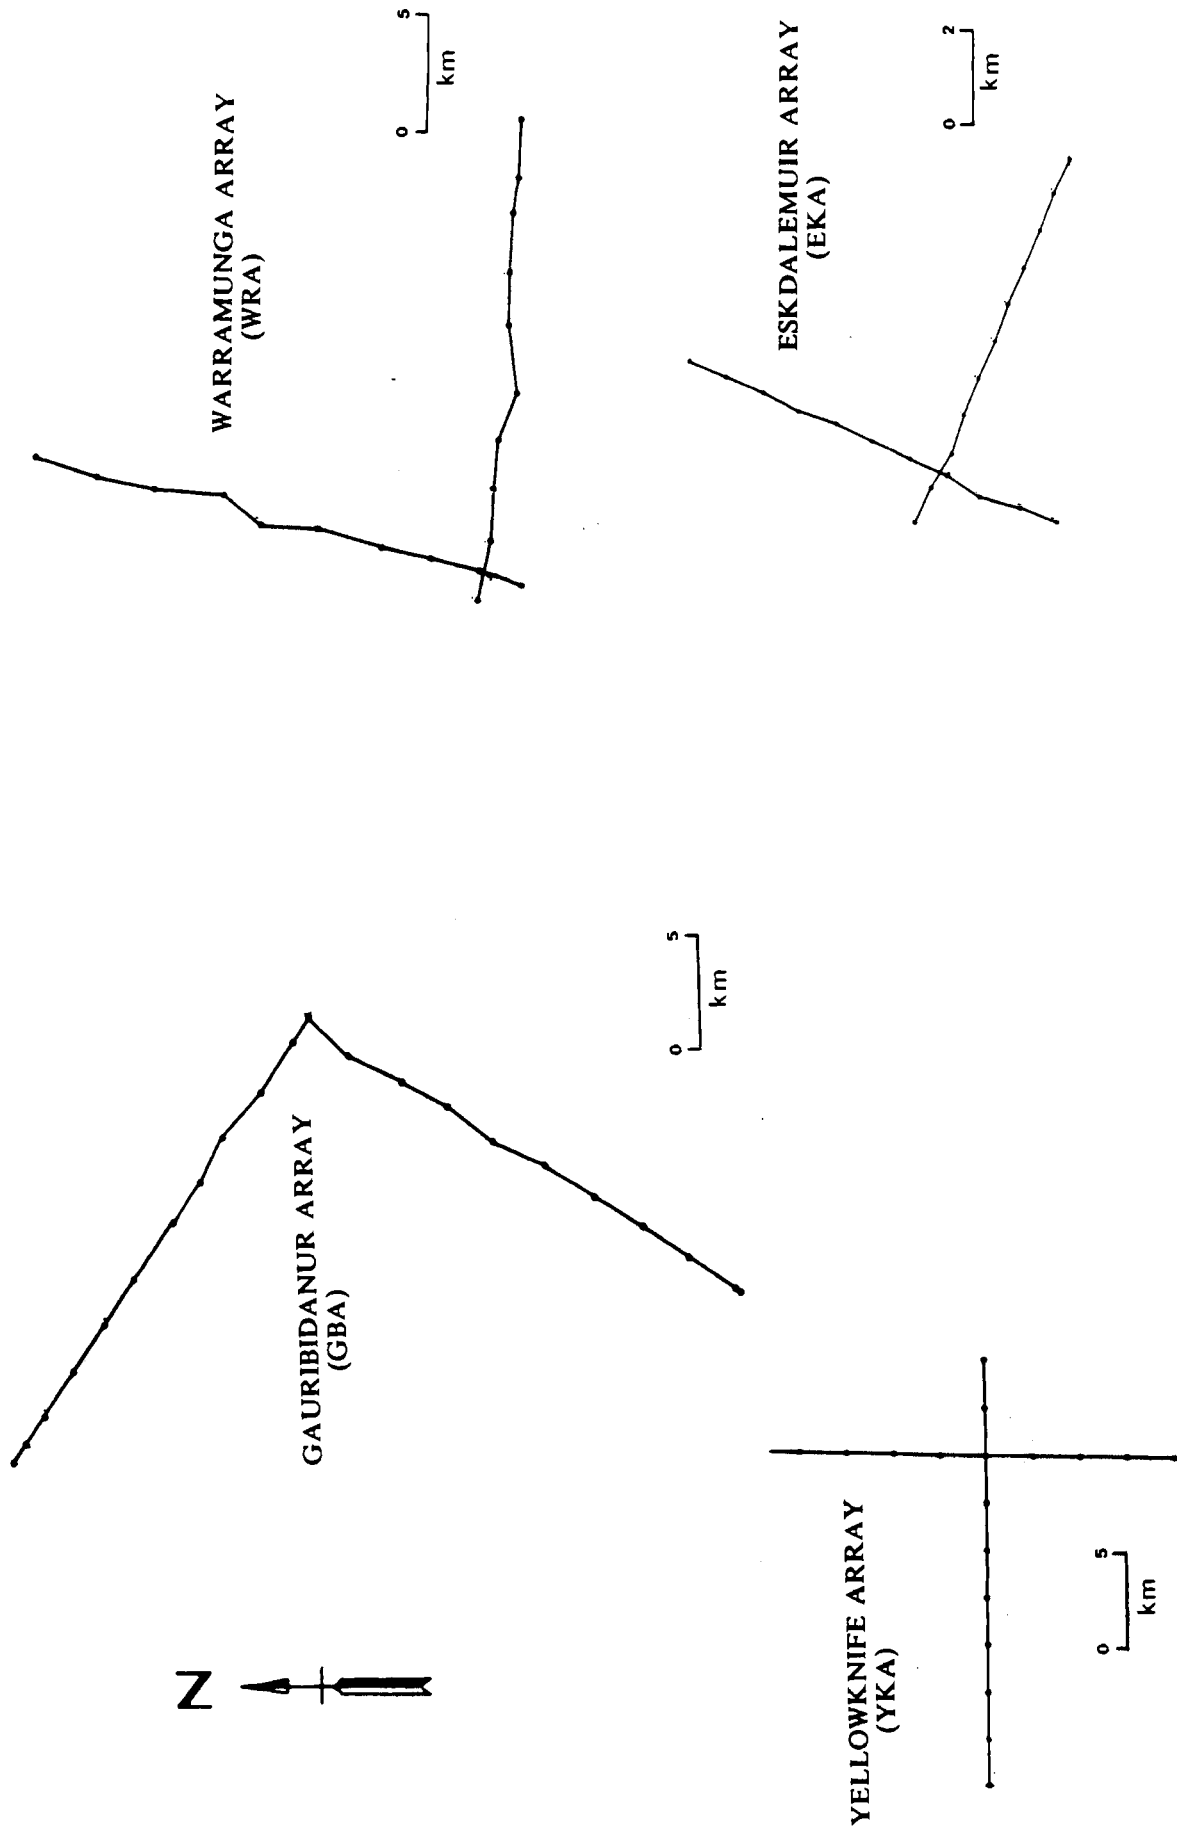 N
GAURIBIDANUR ARRAY
(GBA)
0 5
km
WARRAMUNGA ARRAY
(WRA)
0 5
km
YELLOWKNIFE ARRAY
(YKA)
0 5
km
ESKDALEMUIR ARRAY
(EKA)
0 2
km